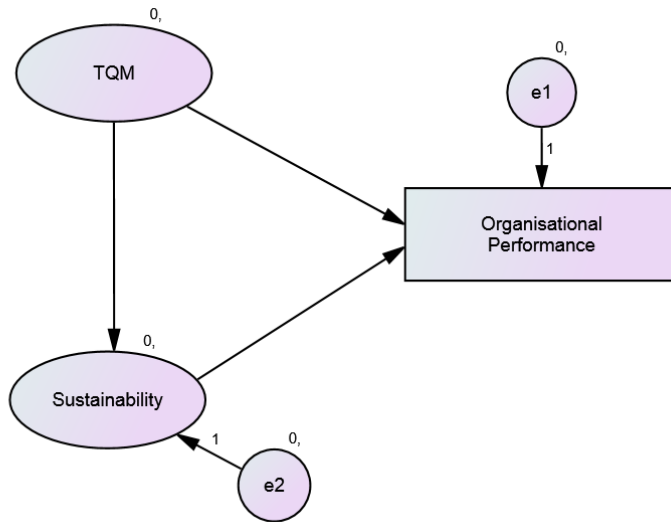 0,
TQM
0,
e1
1
Organisational
Performance
0,
Sustainability
1
0,
e2